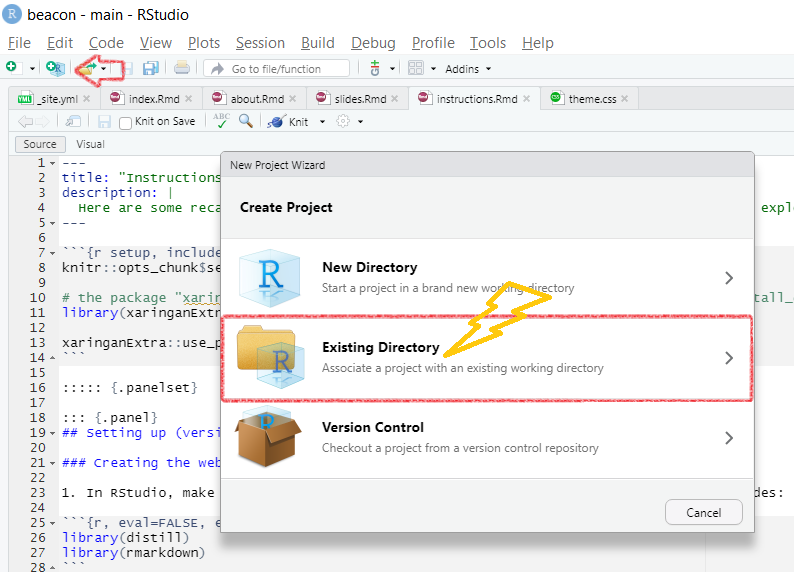 beacon - main - RStudio
File Edit Code View Plots Session Build Debug Profile Tools Help
Go to file/function Addins
_site.yml index.Rmd about.Rmd slides.Rmd instructions.Rmd theme.css
Knit on Save ABC Knit
Source Visual
New Project Wizard
Create Project
New Directory
Start a project in a brand new working directory
Existing Directory
Associate a project with an existing working directory
Version Control
Checkout a project from a version control repository
Cancel
1 ---
2 title: "Instructions
3 description: |
4 Here are some reca expl
5 ---
6
7 ```{r setup, include
8 knitr::opts_chunk$se
9
10 # the package "xaringan tall_
11 library(xaringanExtr
12
13 xaringanExtra::use_p
14 ```
15
16 ::::: {.panelset}
17
18 ::: {.panel}
19 ## Setting up (versi
20
21 ### Creating the web
22
23 1. In RStudio, make des:
24
25 ```{r, eval=FALSE, e
26 library(distill)
27 library(rmarkdown)
28 ```